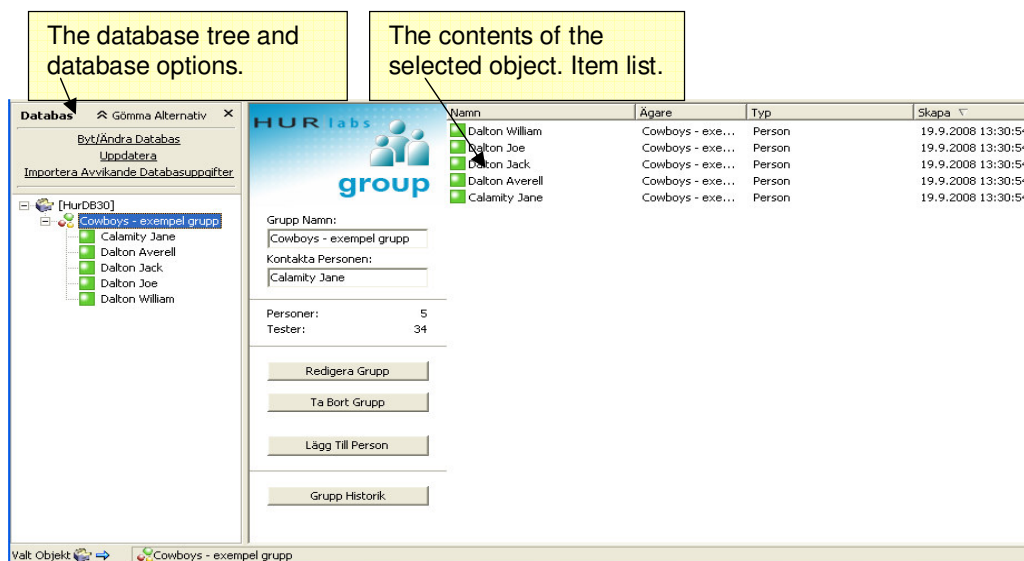 The database tree and
database options.
The contents of the
selected object. Item list.
Databas Gömma Alternativ
Byt/Ändra Databas
Uppdatera
Importera Avvikande Databasuppgifter
[HurDB30]
Cowboys - exempel grupp
Calamity Jane
Dalton Averell
Dalton Jack
Dalton Joe
Dalton William
HUR labs
group
Grupp Namn:
Cowboys - exempel grupp
Kontakta Personen:
Calamity Jane
Personer: 5
Tester: 34
Redigera Grupp
Ta Bort Grupp
Lägg Till Person
Grupp Historik
Namn Ägare Typ Skapa
Dalton William Cowboys - exe... Person 19.9.2008 13:30:54
Dalton Joe Cowboys - exe... Person 19.9.2008 13:30:54
Dalton Jack Cowboys - exe... Person 19.9.2008 13:30:54
Dalton Averell Cowboys - exe... Person 19.9.2008 13:30:54
Calamity Jane Cowboys - exe... Person 19.9.2008 13:30:54
Valt Objekt Cowboys - exempel grupp